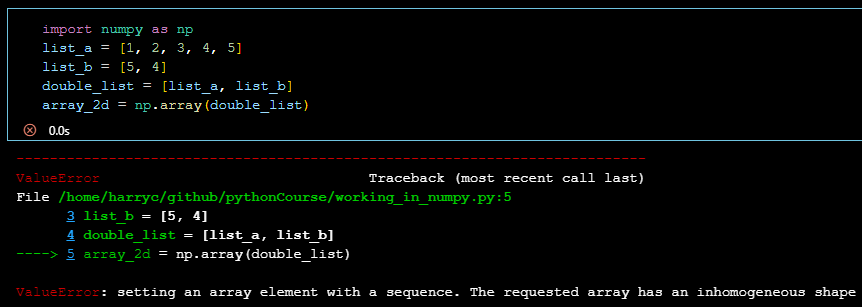 import numpy as np
list_a = [1, 2, 3, 4, 5]
list_b = [5, 4]
double_list = [list_a, list_b]
array_2d = np.array(double_list)
0.0s
---------------------------------------------------------------------------
ValueError                                Traceback (most recent call last)
File /home/harryc/github/pythonCourse/working_in_numpy.py:5
      3 list_b = [5, 4]
      4 double_list = [list_a, list_b]
----> 5 array_2d = np.array(double_list)
ValueError: setting an array element with a sequence. The requested array has an inhomogeneous shape